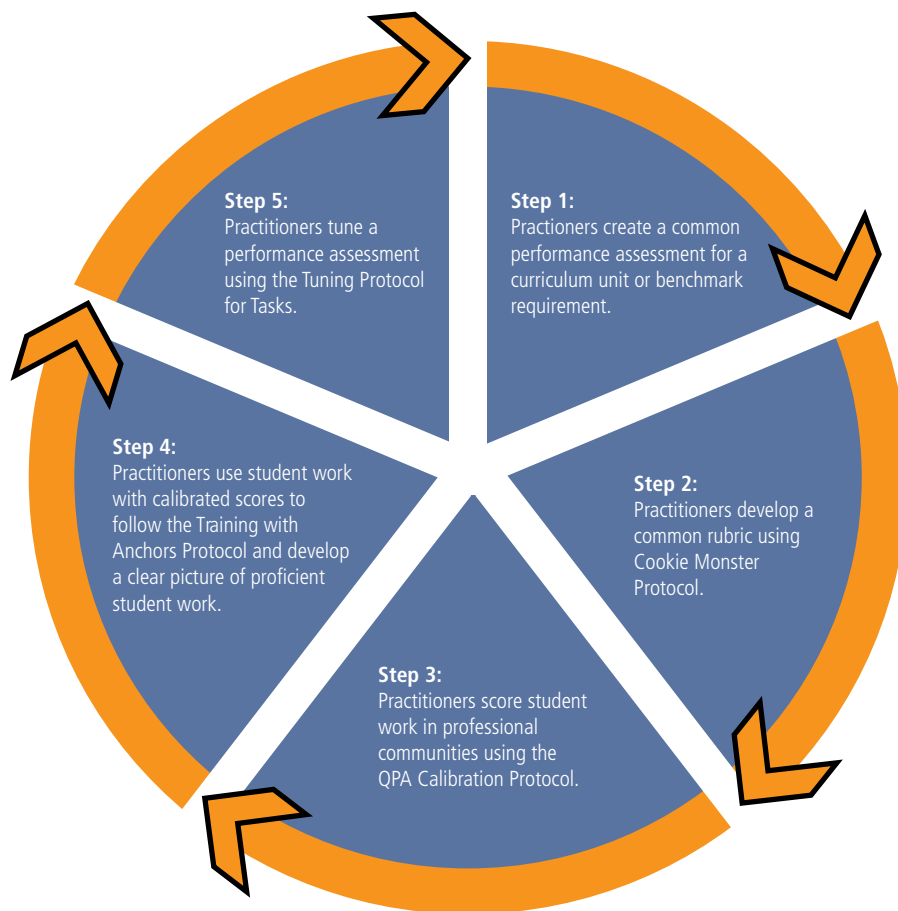 Step 1:
Practioners create a common
performance assessment for a
curriculum unit or benchmark
requirement.
Step 2:
Practitioners develop a
common rubric using
Cookie Monster
Protocol.
Step 3:
Practitioners score student
work in professional
communities using the
QPA Calibration Protocol.
Step 4:
Practitioners use student work
with calibrated scores to
follow the Training with
Anchors Protocol and develop
a clear picture of proficient
student work.
Step 5:
Practitioners tune a
performance assessment
using the Tuning Protocol
for Tasks.